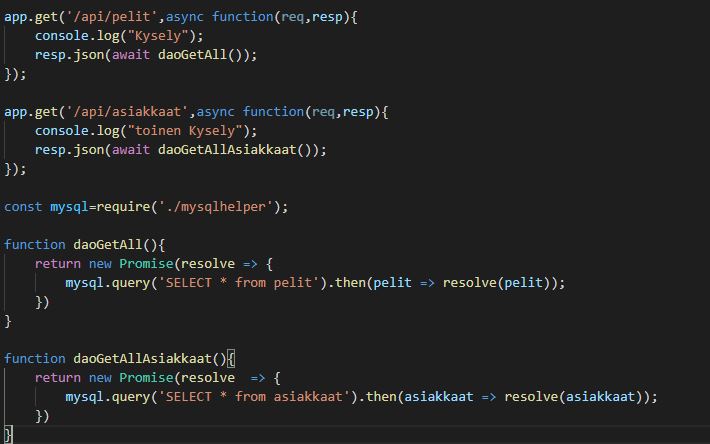 app.get('/api/pelit',async function(req,resp){
    console.log("Kysely");
    resp.json(await daoGetAll());
});

app.get('/api/asiakkaat',async function(req,resp){
    console.log("toinen Kysely");
    resp.json(await daoGetAllAsiakkaat());
});

const mysql=require('./mysqlhelper');

function daoGetAll(){
    return new Promise(resolve => {
        mysql.query('SELECT * from pelit').then(pelit => resolve(pelit));
    })
}

function daoGetAllAsiakkaat(){
    return new Promise(resolve  => {
        mysql.query('SELECT * from asiakkaat').then(asiakkaat => resolve(asiakkaat));
    })
}